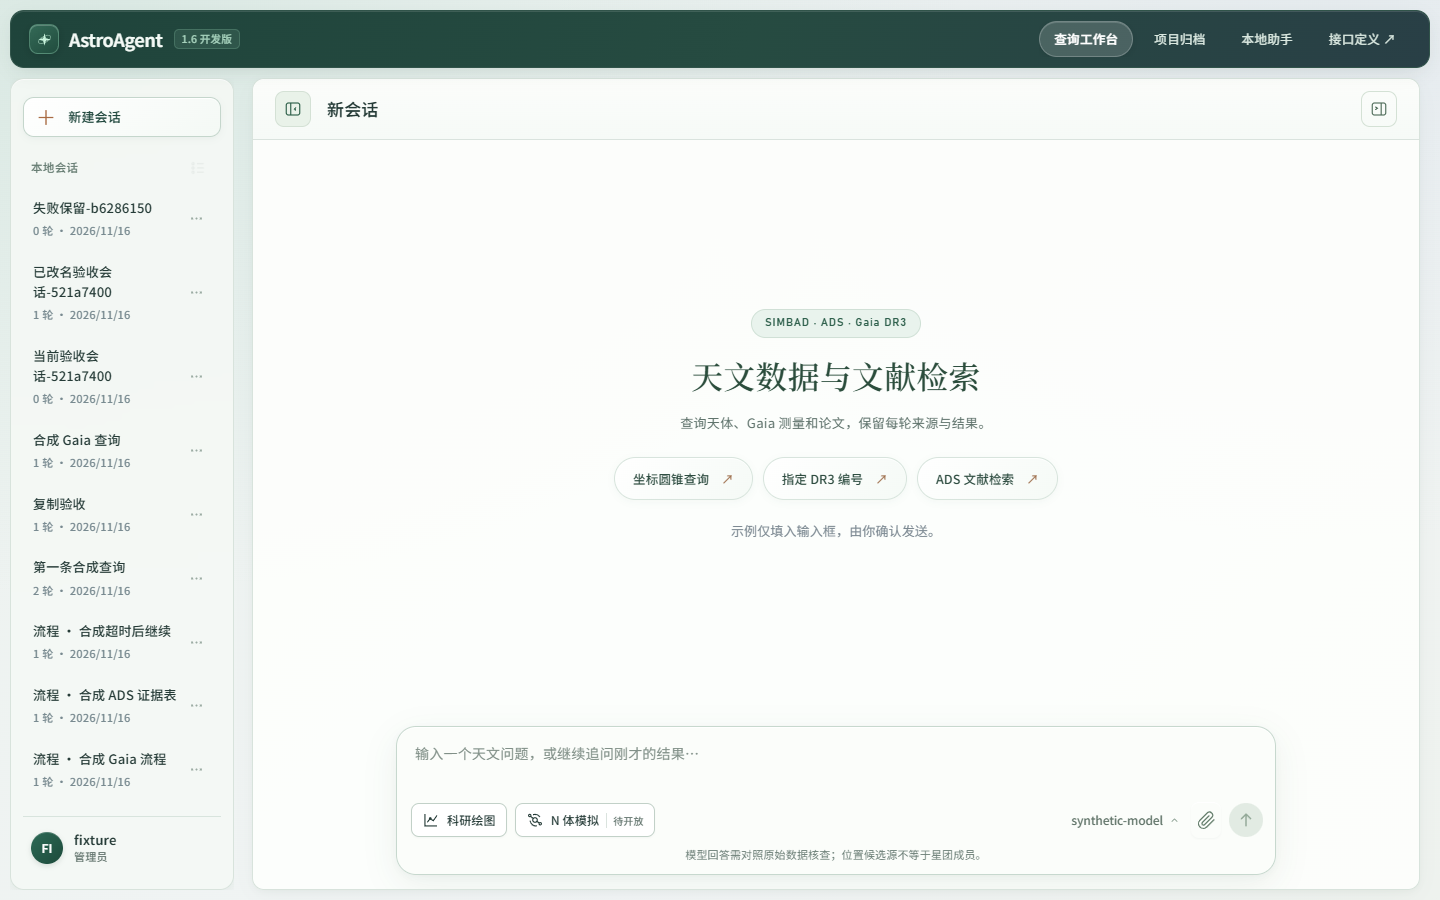 AstroAgent 1.6 开发版
查询工作台 项目归档 本地助手 接口定义 ↗
新建会话
本地会话
失败保留-b6286150
0 轮 · 2026/11/16
已改名验收会
话-521a7400
1 轮 · 2026/11/16
当前验收会
话-521a7400
0 轮 · 2026/11/16
合成 Gaia 查询
1 轮 · 2026/11/16
复制验收
1 轮 · 2026/11/16
第一条合成查询
2 轮 · 2026/11/16
流程 · 合成超时后继续
1 轮 · 2026/11/16
流程 · 合成 ADS 证据表
1 轮 · 2026/11/16
流程 · 合成 Gaia 流程
1 轮 · 2026/11/16
FI
fixture
管理员
新会话
SIMBAD · ADS · Gaia DR3
天文数据与文献检索
查询天体、Gaia 测量和论文，保留每轮来源与结果。
坐标圆锥查询 ↗ 指定 DR3 编号 ↗ ADS 文献检索 ↗
示例仅填入输入框，由你确认发送。
输入一个天文问题，或继续追问刚才的结果…
科研绘图 N 体模拟 待开放 synthetic-model
模型回答需对照原始数据核查；位置候选源不等于星团成员。